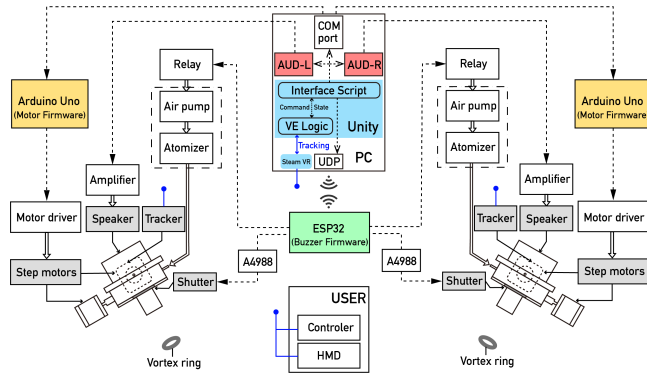 COM
port
AUD-L
AUD-R
Interface Script
Command
State
VE Logic
Unity
Tracking
Steam VR
UDP
PC
Relay
Air pump
Atomizer
Arduino Uno
(Motor Firmware)
Amplifier
Motor driver
Speaker
Tracker
Step motors
Shutter
A4988
ESP32
(Buzzer Firmware)
A4988
Relay
Air pump
Atomizer
Arduino Uno
(Motor Firmware)
Amplifier
Tracker
Speaker
Motor driver
Shutter
Step motors
USER
Controler
HMD
Vortex ring
Vortex ring